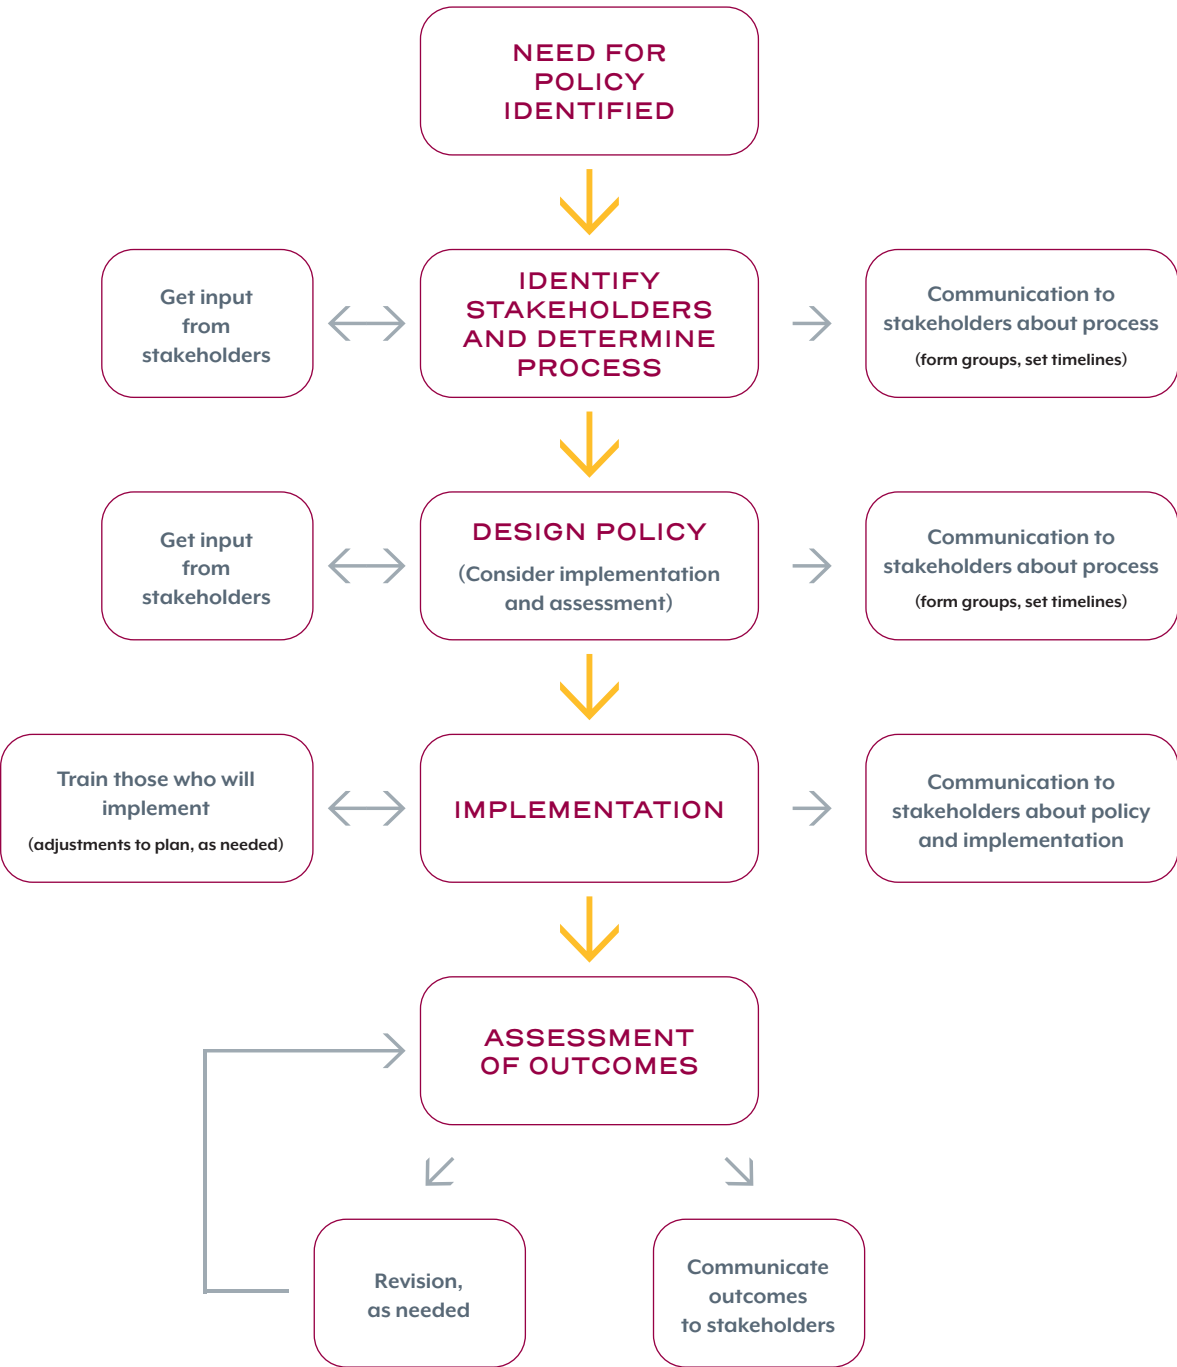 NEED FOR
POLICY
IDENTIFIED
Get input
from
stakeholders
IDENTIFY
STAKEHOLDERS
AND DETERMINE
PROCESS
Communication to
stakeholders about process
(form groups, set timelines)
Get input
from
stakeholders
DESIGN POLICY
(Consider implementation
and assessment)
Communication to
stakeholders about process
(form groups, set timelines)
Train those who will
implement
(adjustments to plan, as needed)
IMPLEMENTATION
Communication to
stakeholders about policy
and implementation
ASSESSMENT
OF OUTCOMES
Revision,
as needed
Communicate
outcomes
to stakeholders